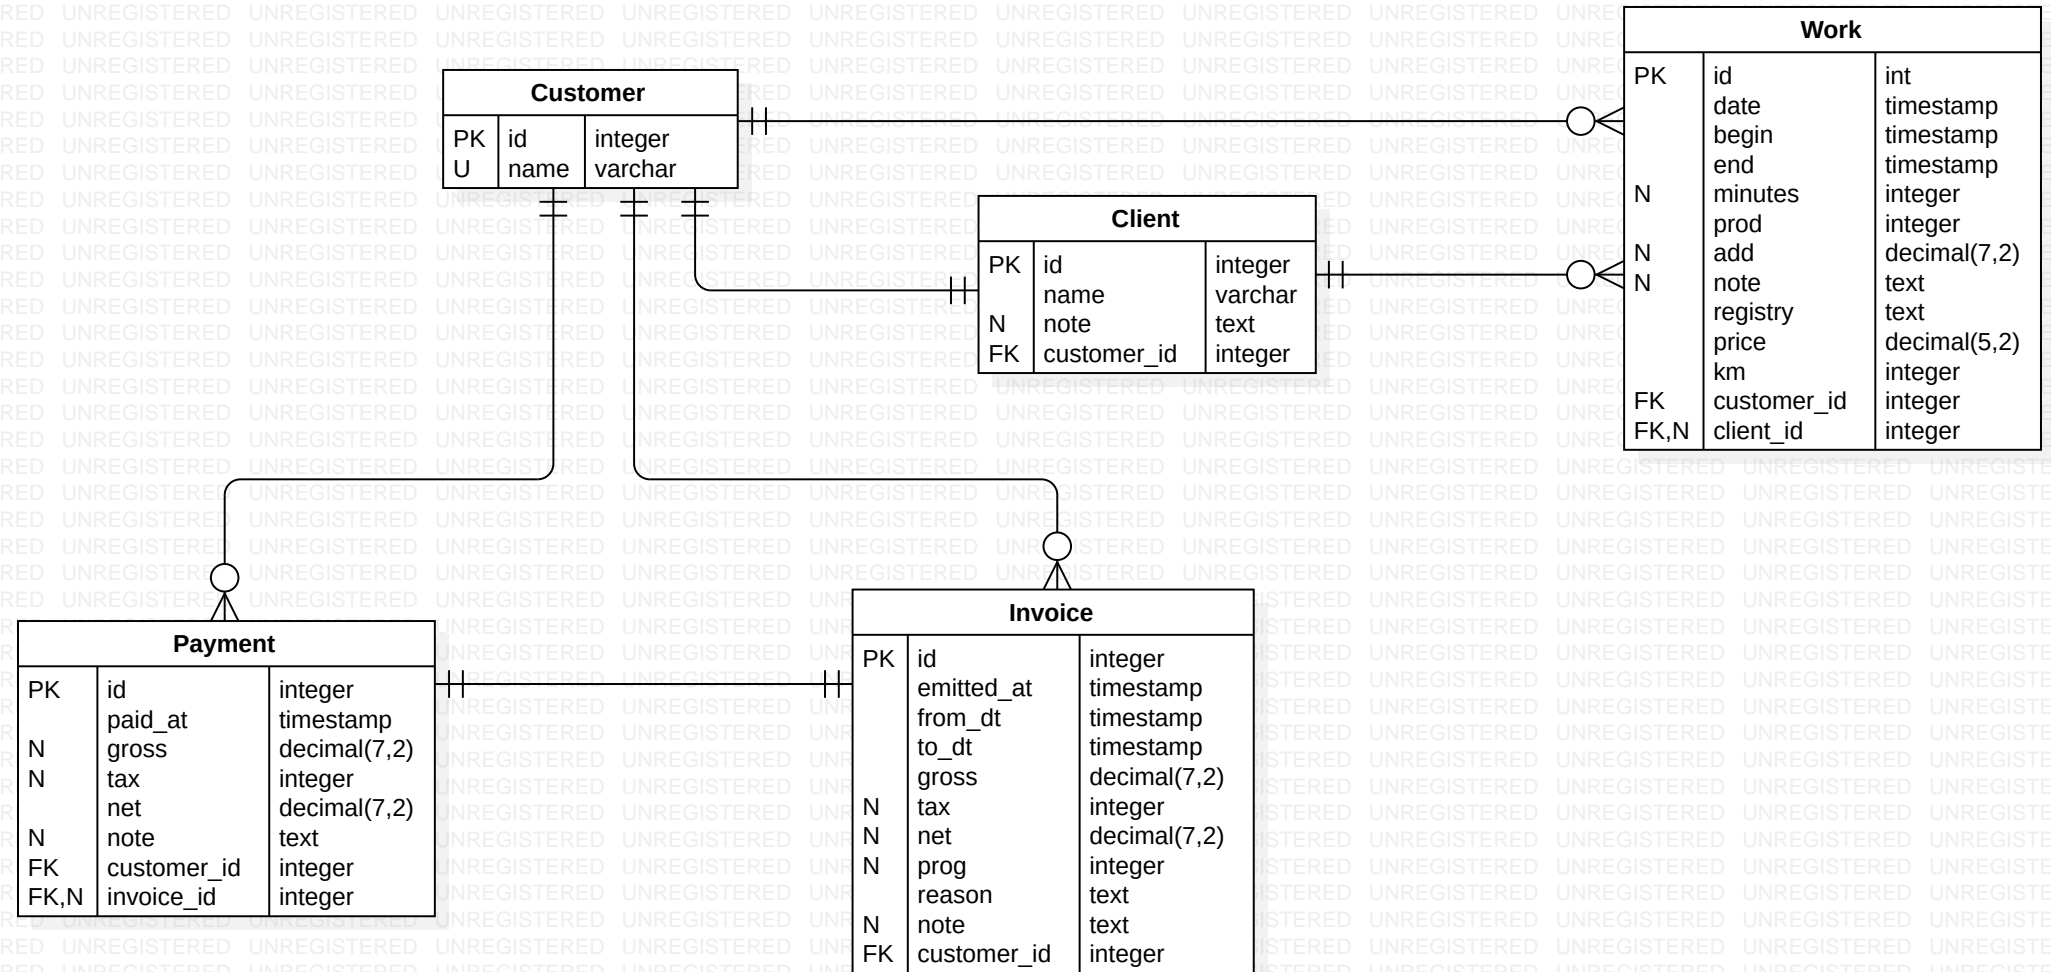 Work
PK id int
date timestamp
begin timestamp
end timestamp
N minutes integer
prod integer
N add decimal(7,2)
N note text
registry text
price decimal(5,2)
km integer
FK customer_id integer
FK,N client_id integer
Customer
PK id integer
U name varchar
Client
PK id integer
name varchar
N note text
FK customer_id integer
Payment
PK id integer
paid_at timestamp
N gross decimal(7,2)
N tax integer
net decimal(7,2)
N note text
FK customer_id integer
FK,N invoice_id integer
Invoice
PK id integer
emitted_at timestamp
from_dt timestamp
to_dt timestamp
gross decimal(7,2)
N tax integer
N net decimal(7,2)
N prog integer
reason text
N note text
FK customer_id integer
UNREGISTERED